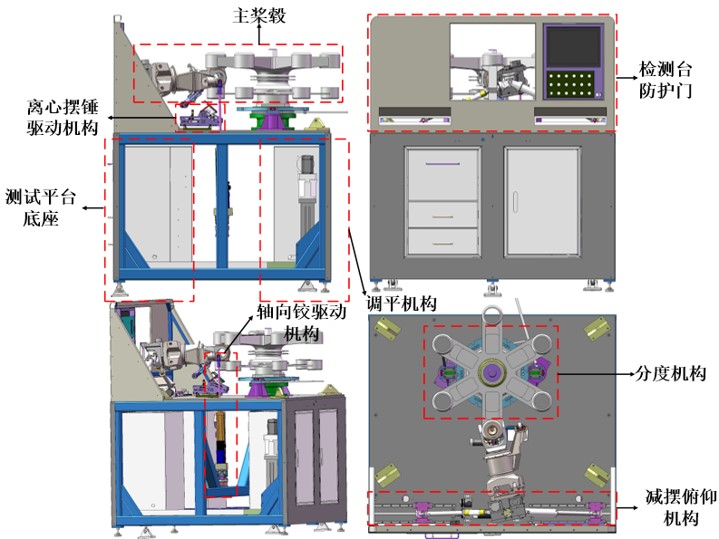 主桨毂
离心摆锤
驱动机构
检测台
防护门
测试平台
底座
调平机构
轴向铰驱动
机构
分度机构
减摆俯仰
机构